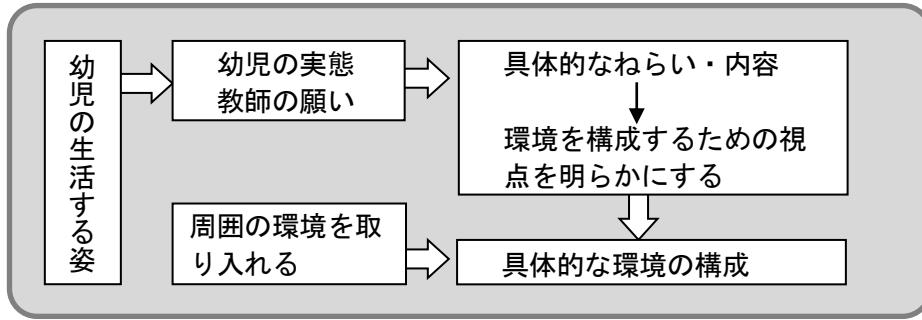 幼児の生活する姿
幼児の実態
教師の願い
具体的なねらい・内容
環境を構成するための視
点を明らかにする
周囲の環境を取
り入れる
具体的な環境の構成